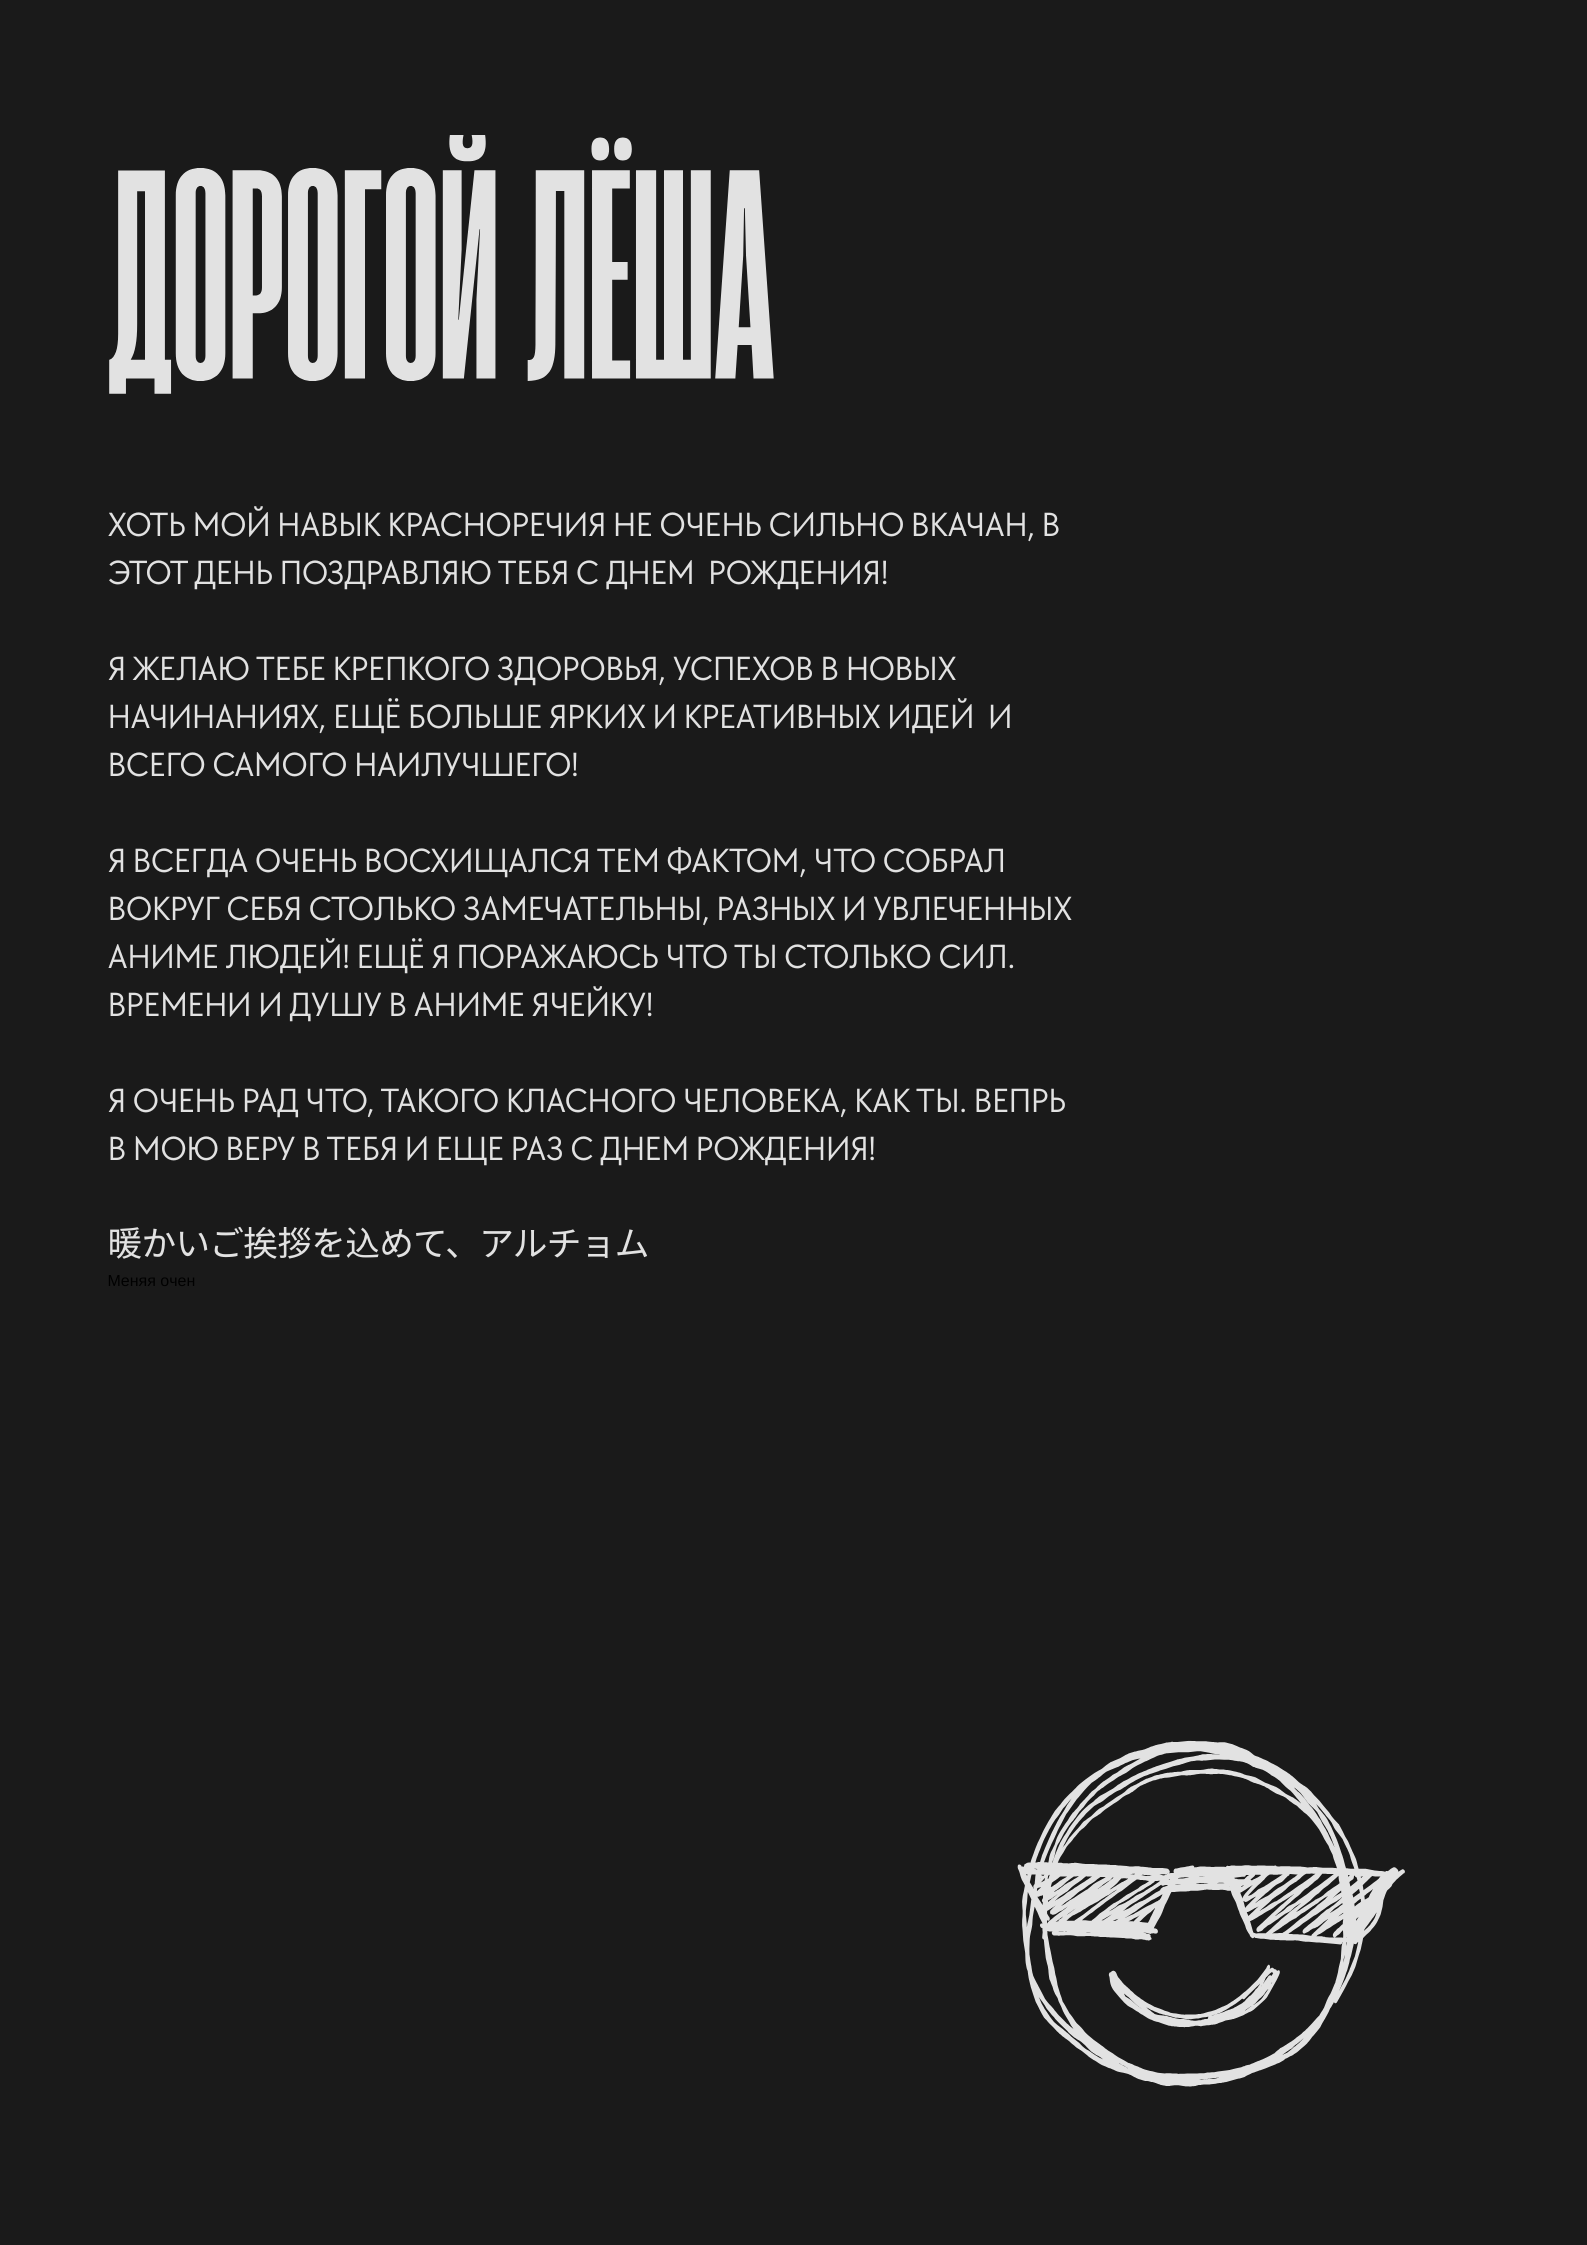 ДОРОГОЙ ЛЁША
ХОТЬ МОЙ НАВЫК КРАСНОРЕЧИЯ НЕ ОЧЕНЬ СИЛЬНО ВКАЧАН, В
ЭТОТ ДЕНЬ ПОЗДРАВЛЯЮ ТЕБЯ С ДНЕМ  РОЖДЕНИЯ!
Я ЖЕЛАЮ ТЕБЕ КРЕПКОГО ЗДОРОВЬЯ, УСПЕХОВ В НОВЫХ
НАЧИНАНИЯХ, ЕЩЁ БОЛЬШЕ ЯРКИХ И КРЕАТИВНЫХ ИДЕЙ  И
ВСЕГО САМОГО НАИЛУЧШЕГО!
Я ВСЕГДА ОЧЕНЬ ВОСХИЩАЛСЯ ТЕМ ФАКТОМ, ЧТО СОБРАЛ
ВОКРУГ СЕБЯ СТОЛЬКО ЗАМЕЧАТЕЛЬНЫ, РАЗНЫХ И УВЛЕЧЕННЫХ
АНИМЕ ЛЮДЕЙ! ЕЩЁ Я ПОРАЖАЮСЬ ЧТО ТЫ СТОЛЬКО СИЛ.
ВРЕМЕНИ И ДУШУ В АНИМЕ ЯЧЕЙКУ!
Я ОЧЕНЬ РАД ЧТО, ТАКОГО КЛАСНОГО ЧЕЛОВЕКА, КАК ТЫ. ВЕПРЬ
В МОЮ ВЕРУ В ТЕБЯ И ЕЩЕ РАЗ С ДНЕМ РОЖДЕНИЯ!
暖かいご挨拶を込めて、アルチョム
Меняя очен